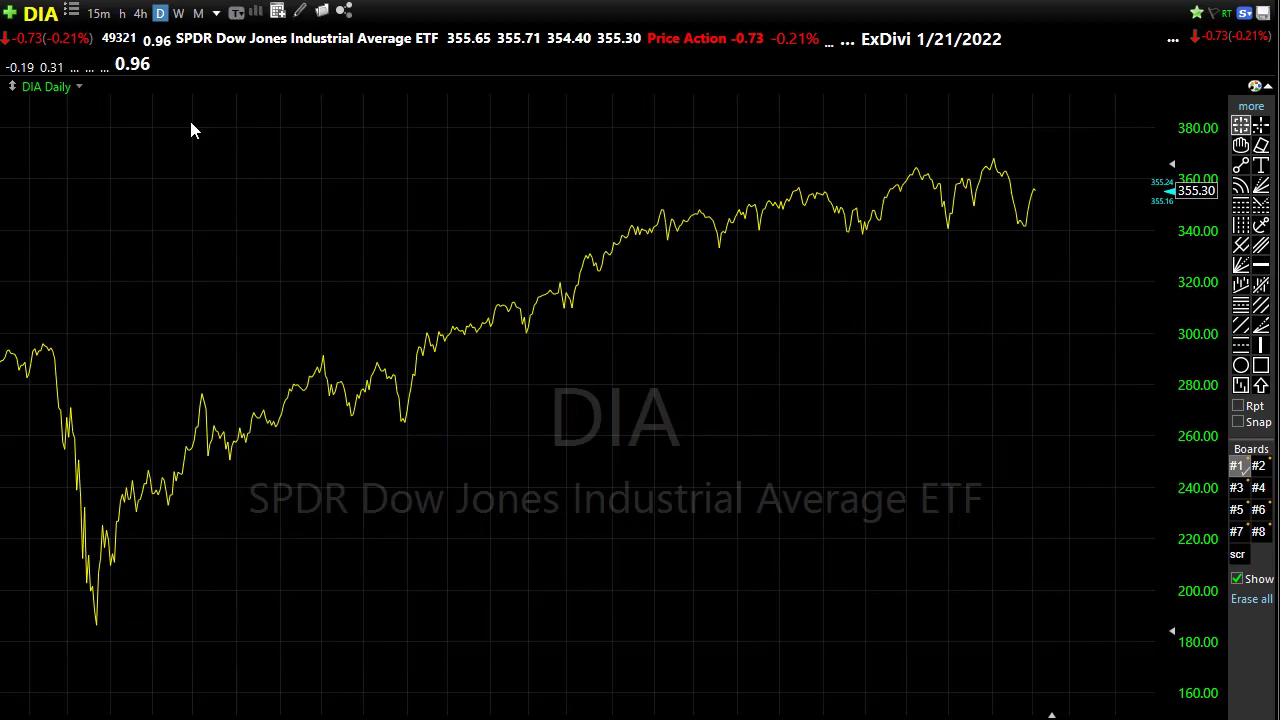 DIA 15m h 4h D W M T RT S
-0.73(-0.21%) 49321 0.96 SPDR Dow Jones Industrial Average ETF 355.65 355.71 354.40 355.30 Price Action -0.73 -0.21% ... ... ExDivi 1/21/2022 ... -0.73(-0.21%)
-0.19 0.31 ... ... ... 0.96
DIA Daily
more
380.00
360.00
355.24
355.30
355.16
340.00
320.00
300.00
280.00
260.00
240.00
220.00
200.00
180.00
160.00
DIA
SPDR Dow Jones Industrial Average ETF
T
Rpt
Snap
Boards
#1 #2
#3 #4
#5 #6
#7 #8
scr
Show
Erase all